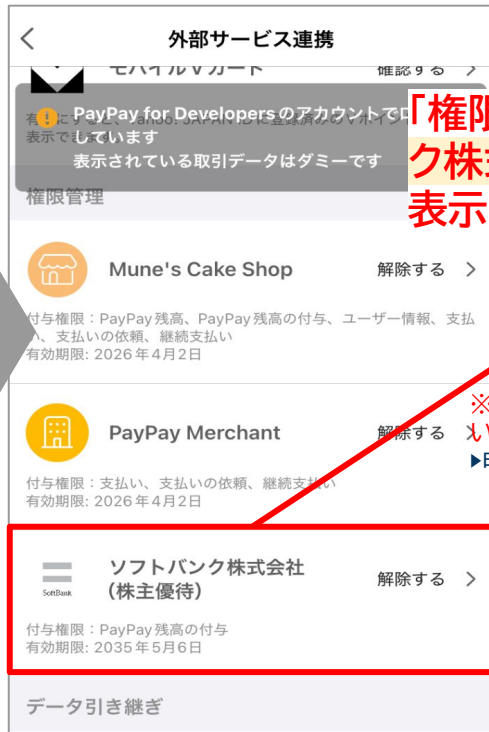 外部サービス連携
モバイルVカード
確認する
PayPay for Developersのアカウントで
しています
表示されている取引データはダミーです
「権限
ク株式
表示
権限管理
Mune's Cake Shop
解除する
付与権限：PayPay残高、PayPay残高の付与、ユーザー情報、支払
い、支払いの依頼、継続支払い
有効期限: 2026年4月2日
※
PayPay Merchant
解除する
い
付与権限：支払い、支払いの依頼、継続支払い
有効期限: 2026年4月2日
SoftBank
ソフトバンク株式会社
(株主優待)
解除する
付与権限：PayPay残高の付与
有効期限: 2035年5月6日
データ引き継ぎ